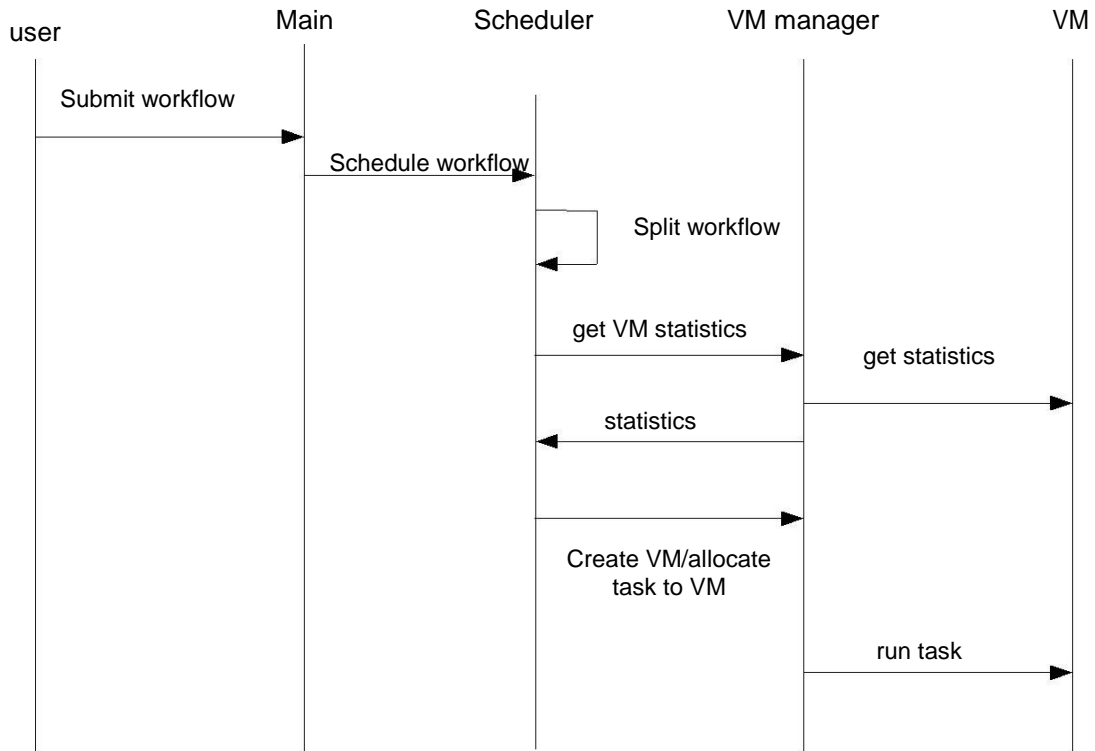 user
Main
Scheduler
VM manager
VM
Submit workflow
Schedule workflow
Split workflow
get VM statistics
get statistics
statistics
Create VM/allocate
task to VM
run task